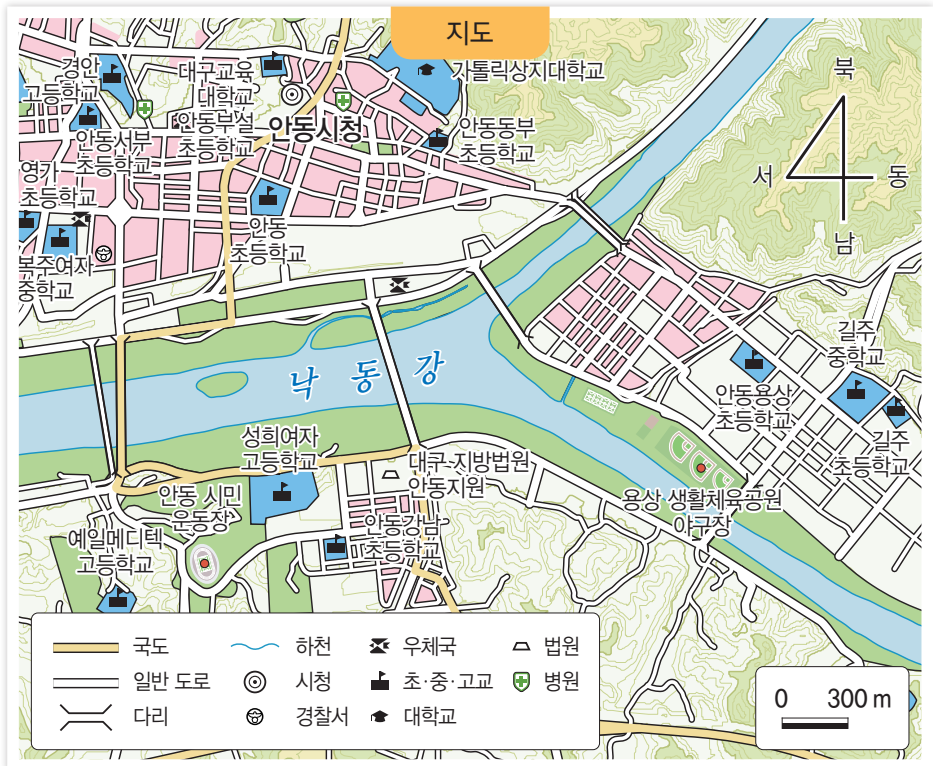 지도
경안
고등학교
대구교육
대학교
안동부설
초등학교
가톨릭상지대학교
안동시청
안동서부
초등학교
안동동부
초등학교
영가
초등학교
안동
초등학교
복주여자
중학교
북
서
동
남
낙동강
길주
중학교
안동용상
초등학교
길주
초등학교
성희여자
고등학교
대구 지방법원
안동지원
안동 시민
운동장
용상 생활체육공원
야구장
안동강남
초등학교
예일메디텍
고등학교
국도
하천
우체국
법원
일반 도로
시청
초·중·고교
병원
다리
경찰서
대학교
0 300 m